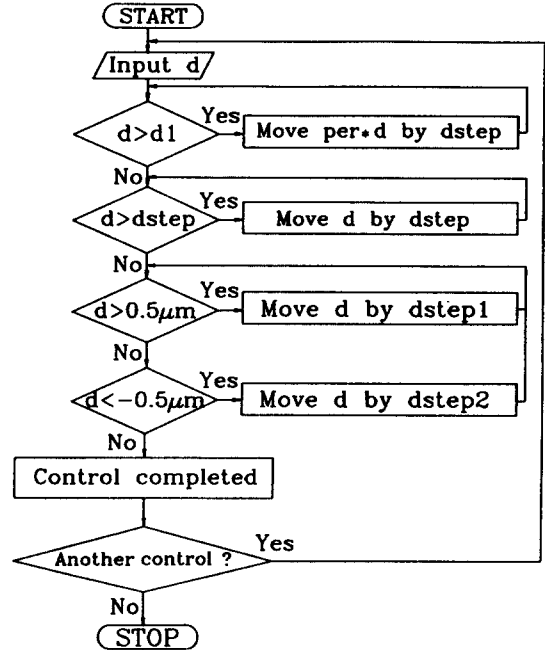 START
Input d
d>d1
Yes
Move per*d by dstep
No
d>dstep
Yes
Move d by dstep
No
d>0.5μm
Yes
Move d by dstep1
No
d<-0.5μm
Yes
Move d by dstep2
No
Control completed
Another control ?
Yes
No
STOP